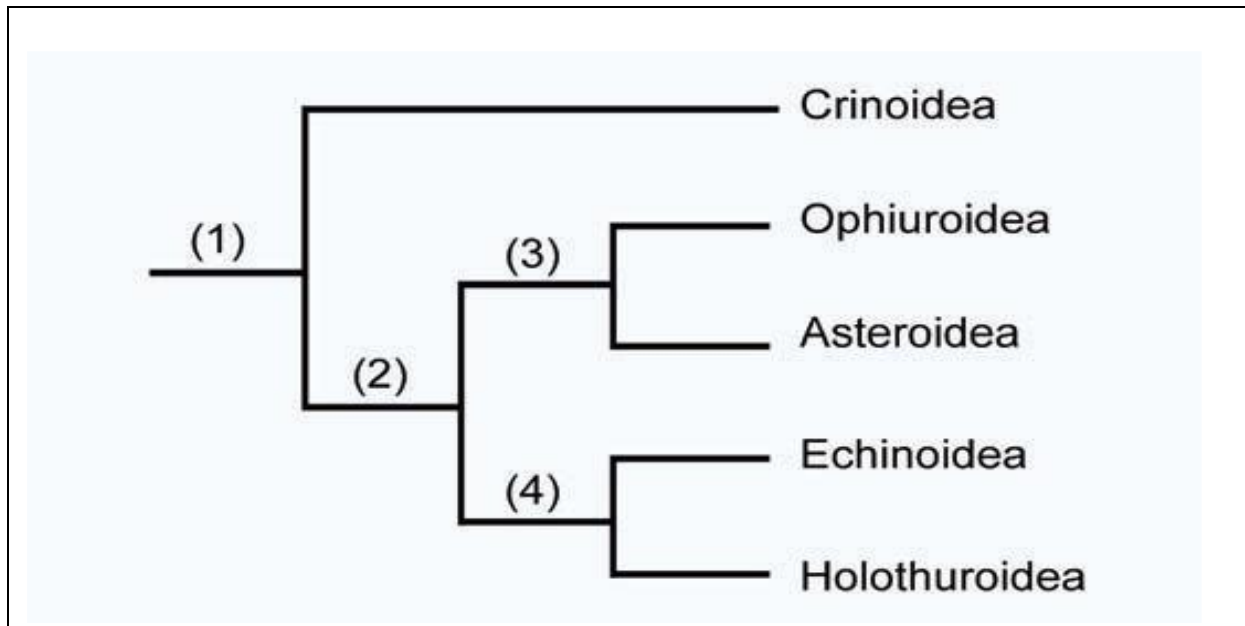 Crinoidea
(1)
Ophiuroidea
(3)
Asteroidea
(2)
Echinoidea
(4)
Holothuroidea